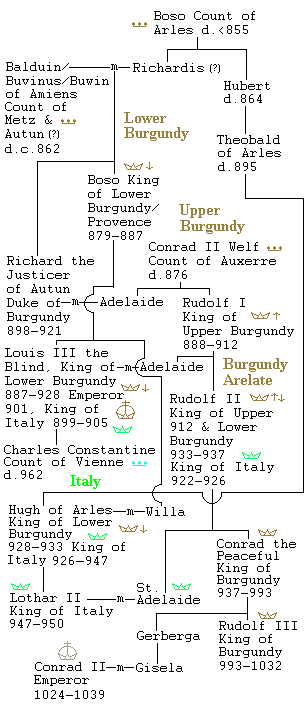 Boso Count of
Arles d.<855
Balduin/
Buvinus/Buwin
of Amiens
Count of
Metz &
Autun(?)
d.c.862
m
Richardis(?)
Hubert
d.864
Lower
Burgundy
Theobald
of Arles
d.895
Boso King
of Lower
Burgundy/
Provence
879-887
Upper
Burgundy
Conrad II Welf
Count of Auxerre
d.876
Richard the
Justicer
of Autun
Duke of
Burgundy
898-921
m
Adelaide
Rudolf I
King of
Upper Burgundy
888-912
Louis III the
Blind, King of
Lower Burgundy
887-928 Emperor
901, King of
Italy 899-905
m
Adelaide
Burgundy
Arelate
Rudolf II
King of Upper
912 & Lower
Burgundy
933-937
King of Italy
922-926
Charles Constantine
Count of Vienne
d.962
Italy
Hugh of Arles
King of Lower
Burgundy
928-933 King of
Italy 926-947
m
Willa
Conrad the
Peaceful
King of
Burgundy
937-993
Lothar II
King of Italy
947-950
m
St.
Adelaide
Gerberga
Rudolf III
King of
Burgundy
993-1032
Conrad II
Emperor
1024-1039
m
Gisela